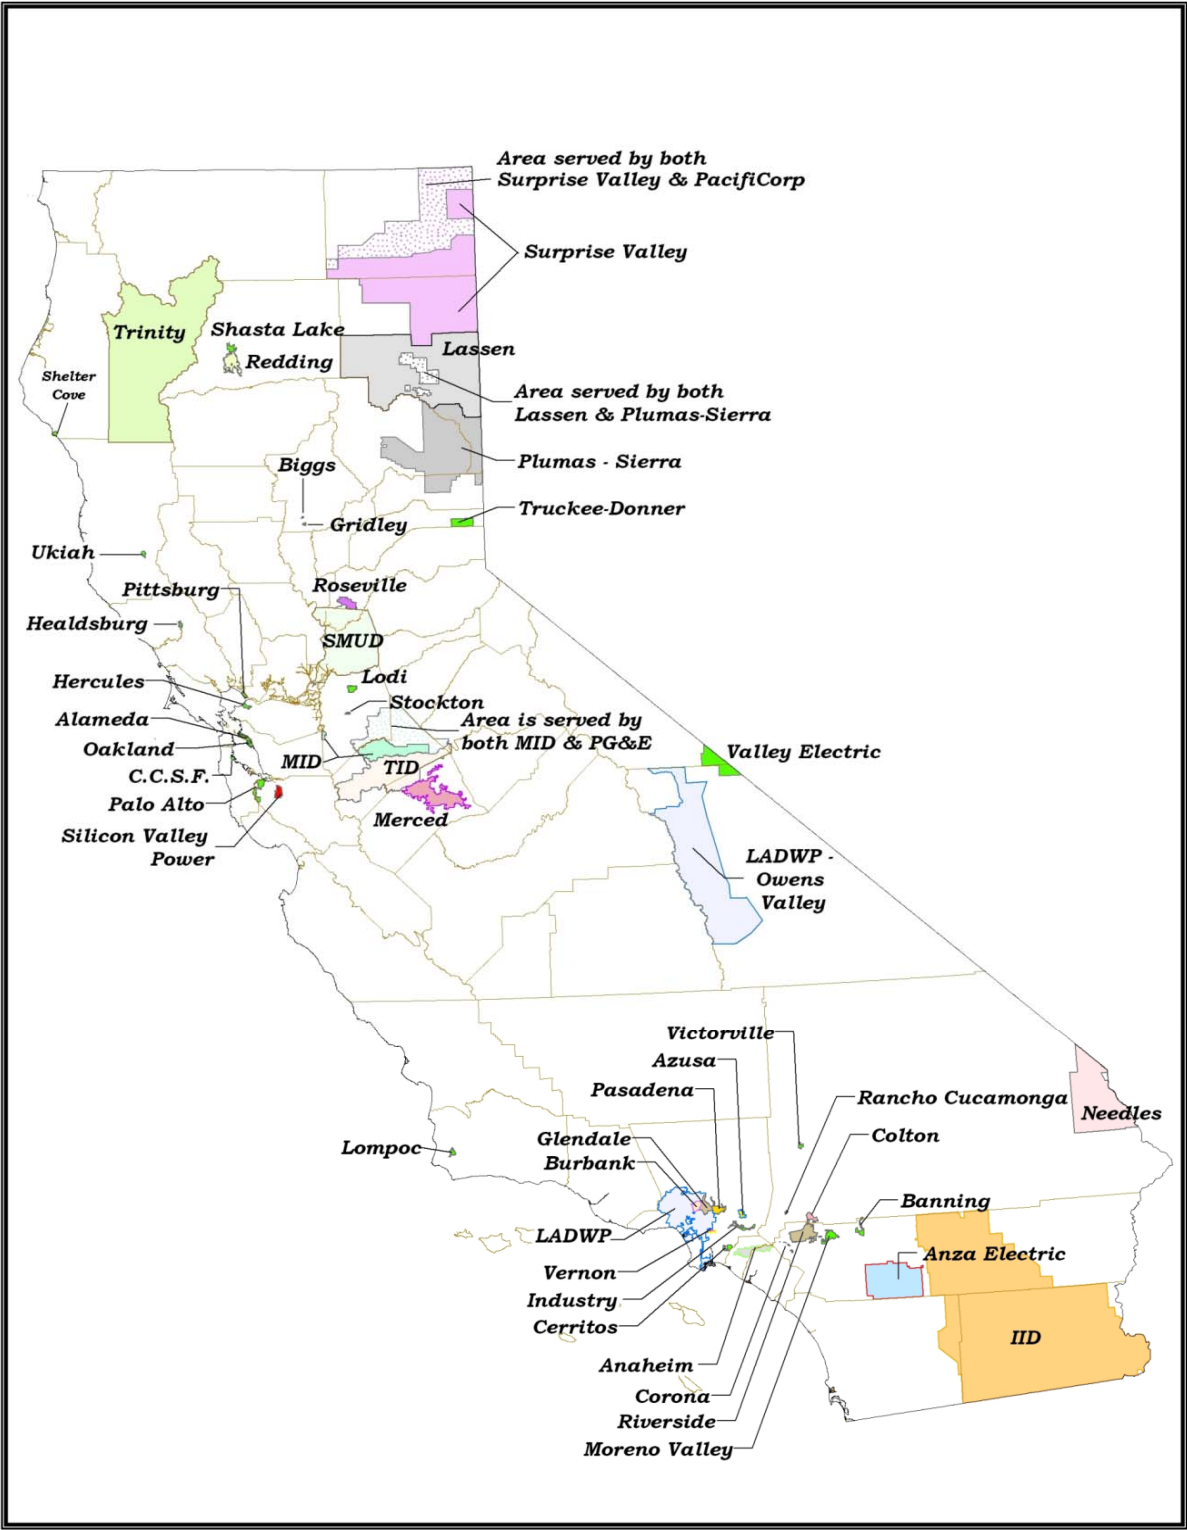 Area served by both
Surprise Valley & PacifiCorp
Surprise Valley
Trinity
Shasta Lake
Redding
Lassen
Shelter
Cove
Area served by both
Lassen & Plumas-Sierra
Plumas - Sierra
Biggs
Gridley
Truckee-Donner
Ukiah
Pittsburg
Roseville
Healdsburg
SMUD
Hercules
Lodi
Stockton
Alameda
Area is served by
both MID & PG&E
Oakland
MID
TID
Valley Electric
C.C.S.F.
Palo Alto
Merced
Silicon Valley
Power
LADWP -
Owens
Valley
Victorville
Azusa
Pasadena
Rancho Cucamonga
Needles
Glendale
Colton
Lompoc
Burbank
Banning
LADWP
Anza Electric
Vernon
Industry
Cerritos
IID
Anaheim
Corona
Riverside
Moreno Valley